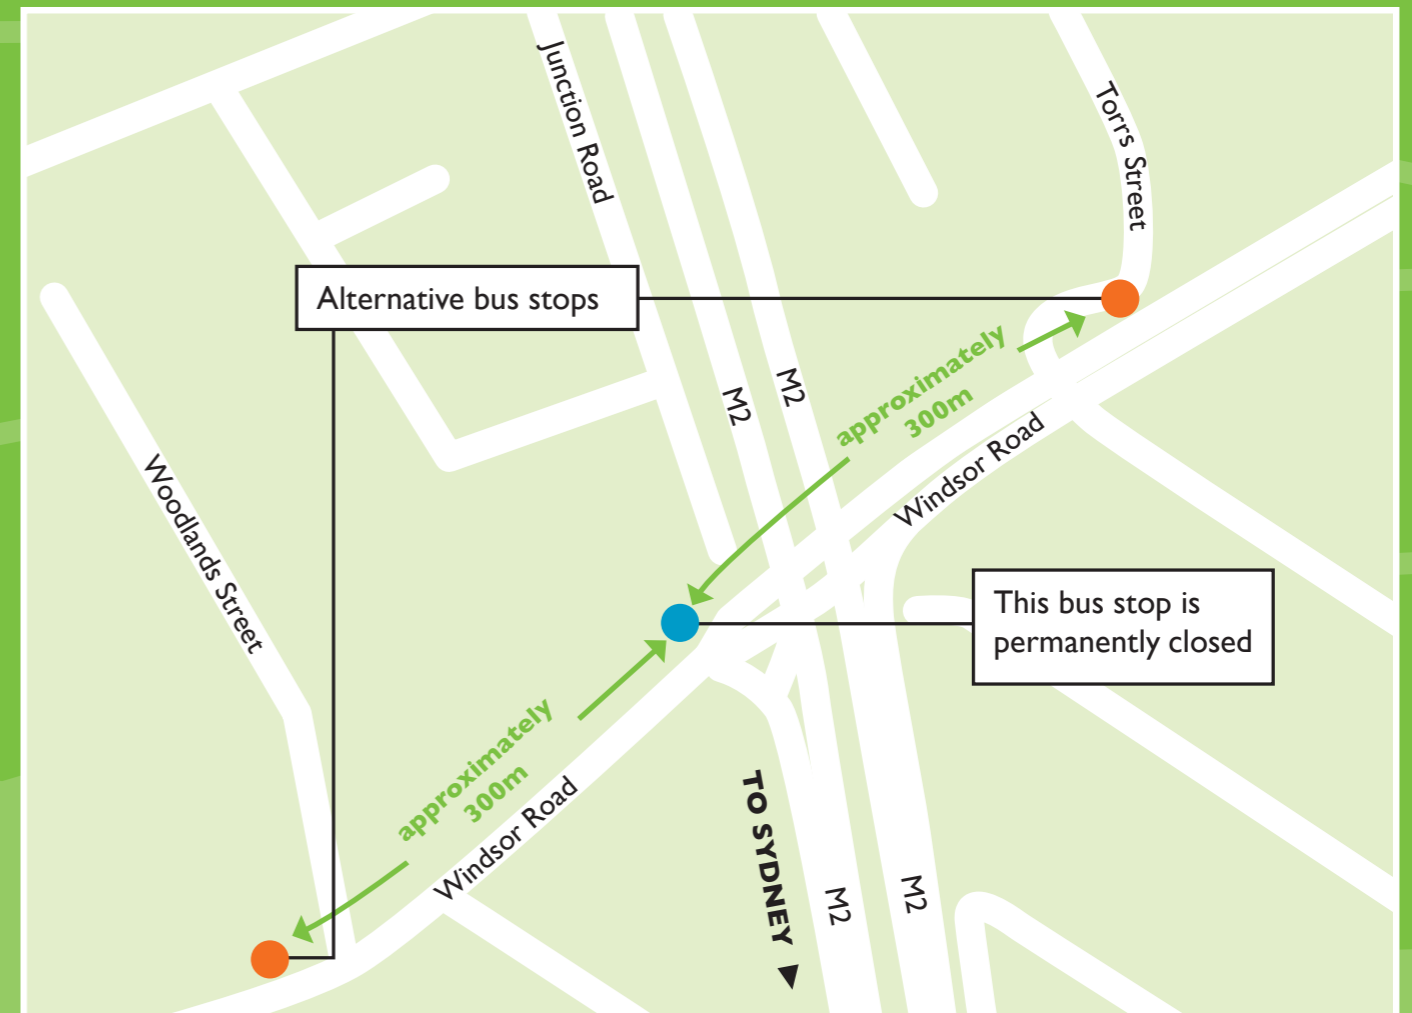 Junction Road
Torrs Street
Alternative bus stops
M2
M2
approximately
300m
Windsor Road
Woodlands Street
This bus stop is
permanently closed
approximately
300m
Windsor Road
TO SYDNEY
M2
M2